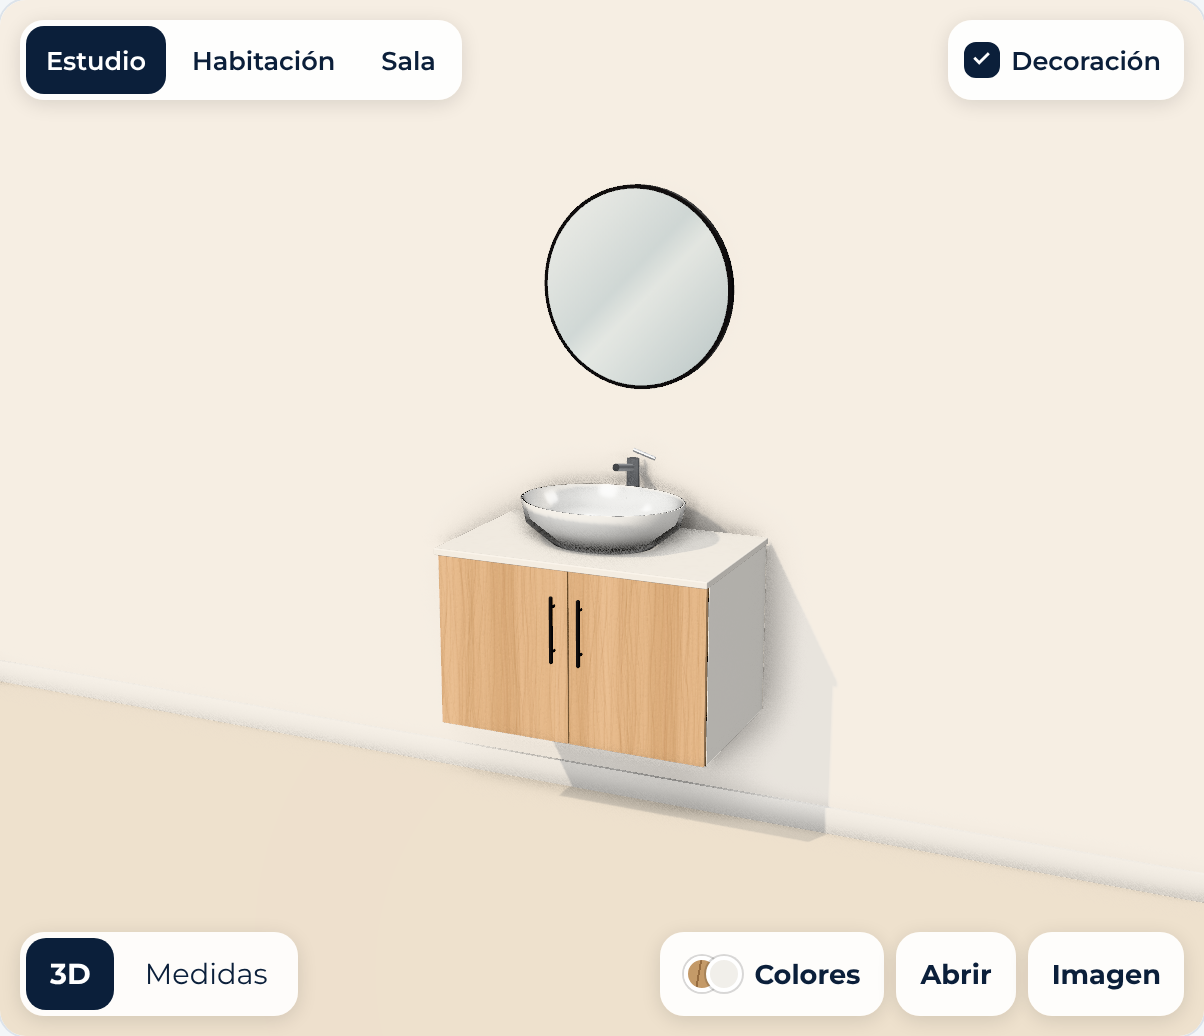 Estudio Habitación Sala
Decoración
3D Medidas
Colores
Abrir
Imagen